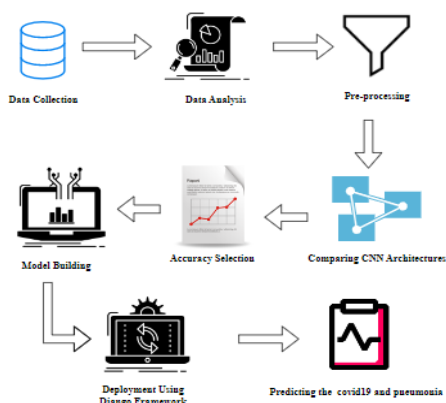 Data Collection
Data Analysis
Pre-processing
Model Building
Accuracy Selection
Comparing CNN Architectures
Deployment Using
Django Framework
Predicting the covid19 and pneumonia